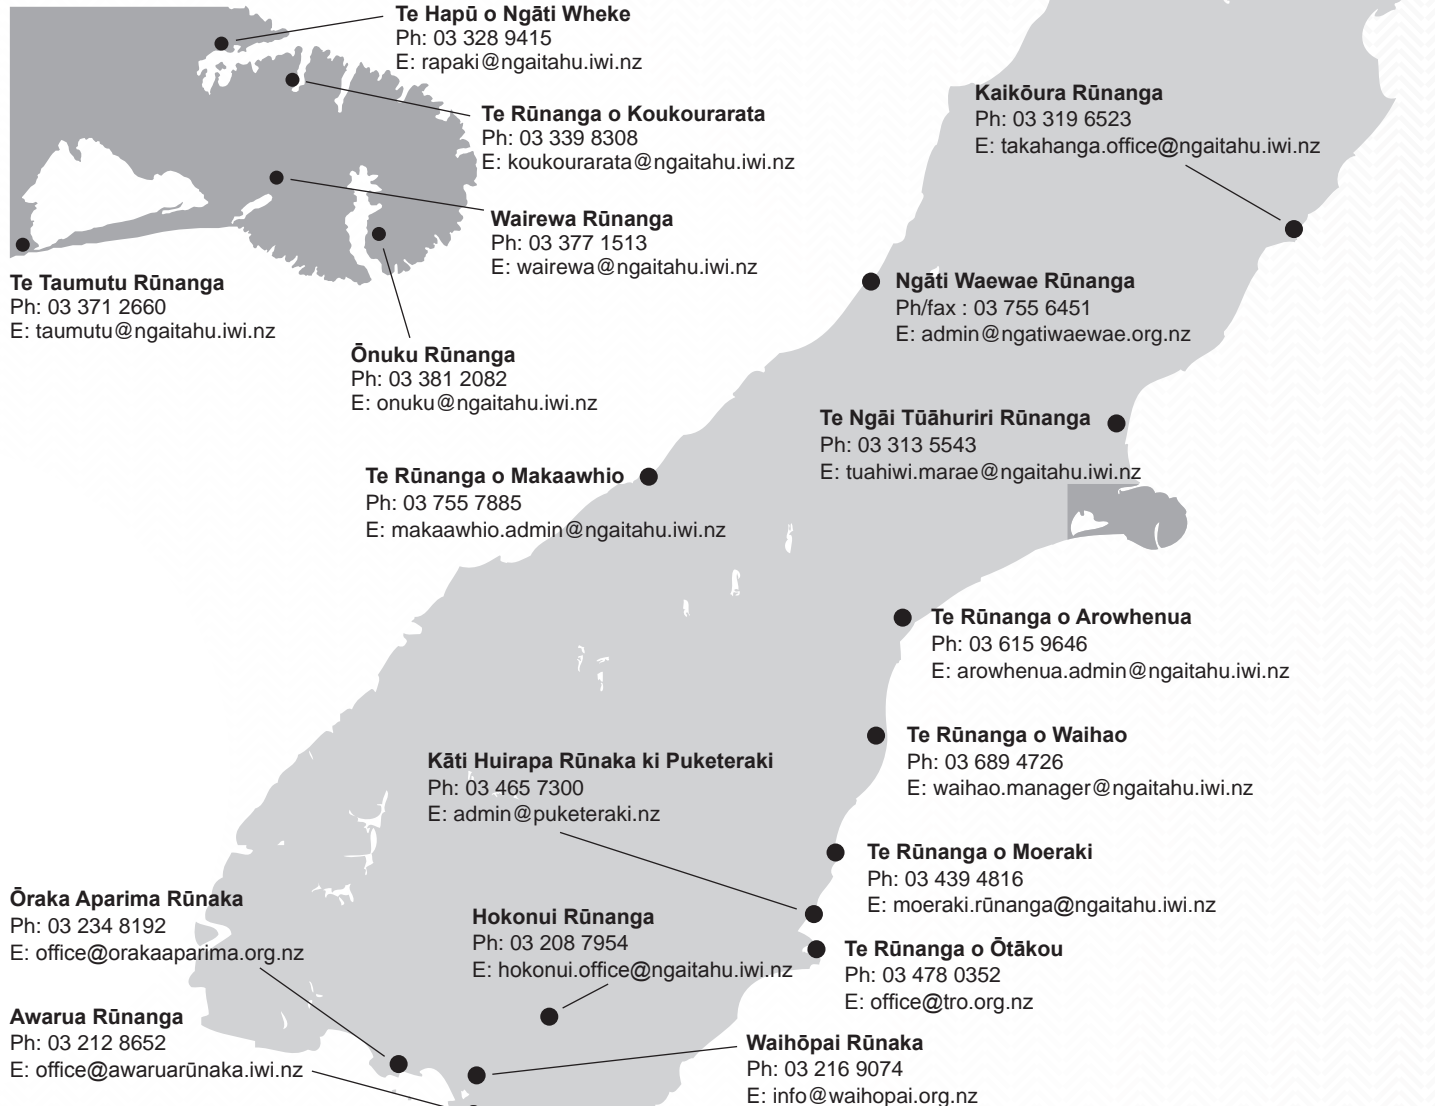 Te Hapū o Ngāti Wheke
Ph: 03 328 9415
E: rapaki@ngaitahu.iwi.nz
Te Rūnanga o Koukourarata
Ph: 03 339 8308
E: koukourarata@ngaitahu.iwi.nz
Wairewa Rūnanga
Ph: 03 377 1513
E: wairewa@ngaitahu.iwi.nz
Te Taumutu Rūnanga
Ph: 03 371 2660
E: taumutu@ngaitahu.iwi.nz
Ōnuku Rūnanga
Ph: 03 381 2082
E: onuku@ngaitahu.iwi.nz
Kaikōura Rūnanga
Ph: 03 319 6523
E: takahanga.office@ngaitahu.iwi.nz
Ngāti Waewae Rūnanga
Ph/fax : 03 755 6451
E: admin@ngatiwaewae.org.nz
Te Ngāi Tūāhuriri Rūnanga
Ph: 03 313 5543
E: tuahiwi.marae@ngaitahu.iwi.nz
Te Rūnanga o Makaawhio
Ph: 03 755 7885
E: makaawhio.admin@ngaitahu.iwi.nz
Te Rūnanga o Arowhenua
Ph: 03 615 9646
E: arowhenua.admin@ngaitahu.iwi.nz
Te Rūnanga o Waihao
Ph: 03 689 4726
E: waihao.manager@ngaitahu.iwi.nz
Kāti Huirapa Rūnaka ki Puketeraki
Ph: 03 465 7300
E: admin@puketeraki.nz
Te Rūnanga o Moeraki
Ph: 03 439 4816
E: moeraki.rūnanga@ngaitahu.iwi.nz
Te Rūnanga o Ōtākou
Ph: 03 478 0352
E: office@tro.org.nz
Ōraka Aparima Rūnaka
Ph: 03 234 8192
E: office@orakaaparima.org.nz
Hokonui Rūnanga
Ph: 03 208 7954
E: hokonui.office@ngaitahu.iwi.nz
Awarua Rūnanga
Ph: 03 212 8652
E: office@awaruarūnaka.iwi.nz
Waihōpai Rūnaka
Ph: 03 216 9074
E: info@waihopai.org.nz